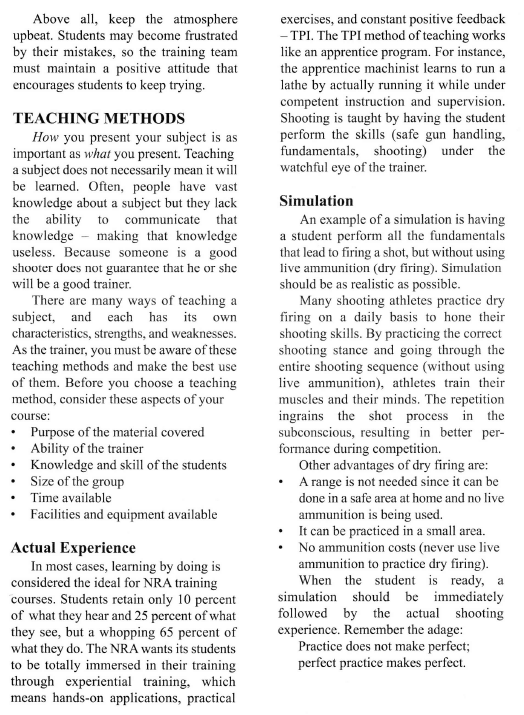 Above all, keep the atmosphere
upbeat. Students may become frustrated
by their mistakes, so the training team
must maintain a positive attitude that
encourages students to keep trying.
TEACHING METHODS
How you present your subject is as
important as what you present. Teaching
a subject does not necessarily mean it will
be learned. Often, people have vast
knowledge about a subject but they lack
the ability to communicate that
knowledge – making that knowledge
useless. Because someone is a good
shooter does not guarantee that he or she
will be a good trainer.
There are many ways of teaching a
subject, and each has its own
characteristics, strengths, and weaknesses.
As the trainer, you must be aware of these
teaching methods and make the best use
of them. Before you choose a teaching
method, consider these aspects of your
course:
• Purpose of the material covered
• Ability of the trainer
• Knowledge and skill of the students
• Size of the group
• Time available
• Facilities and equipment available
Actual Experience
In most cases, learning by doing is
considered the ideal for NRA training
courses. Students retain only 10 percent
of what they hear and 25 percent of what
they see, but a whopping 65 percent of
what they do. The NRA wants its students
to be totally immersed in their training
through experiential training, which
means hands-on applications, practical
exercises, and constant positive feedback
– TPI. The TPI method of teaching works
like an apprentice program. For instance,
the apprentice machinist learns to run a
lathe by actually running it while under
competent instruction and supervision.
Shooting is taught by having the student
perform the skills (safe gun handling,
fundamentals, shooting) under the
watchful eye of the trainer.
Simulation
An example of a simulation is having
a student perform all the fundamentals
that lead to firing a shot, but without using
live ammunition (dry firing). Simulation
should be as realistic as possible.
Many shooting athletes practice dry
firing on a daily basis to hone their
shooting skills. By practicing the correct
shooting stance and going through the
entire shooting sequence (without using
live ammunition), athletes train their
muscles and their minds. The repetition
ingrains the shot process in the
subconscious, resulting in better per-
formance during competition.
Other advantages of dry firing are:
• A range is not needed since it can be
done in a safe area at home and no live
ammunition is being used.
• It can be practiced in a small area.
• No ammunition costs (never use live
ammunition to practice dry firing).
When the student is ready, a
simulation should be immediately
followed by the actual shooting
experience. Remember the adage:
Practice does not make perfect;
perfect practice makes perfect.